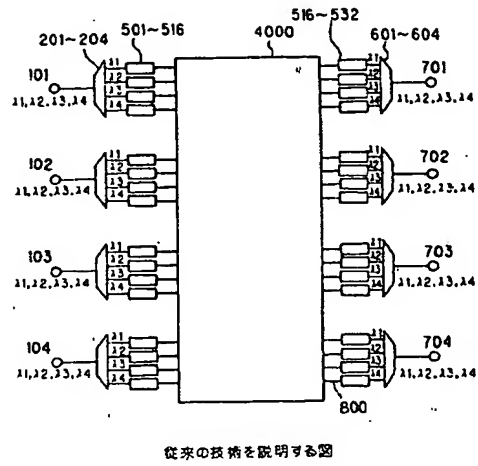 4000
501~516
516~532
201~204
601~604
101
λ1
λ2
λ3
λ4
λ1,λ2,λ3,λ4
λ1
λ2
λ3
λ4
701
λ1,λ2,λ3,λ4
102
λ1
λ2
λ3
λ4
λ1,λ2,λ3,λ4
λ1
λ2
λ3
λ4
702
λ1,λ2,λ3,λ4
103
λ1
λ2
λ3
λ4
λ1,λ2,λ3,λ4
λ1
λ2
λ3
λ4
703
λ1,λ2,λ3,λ4
104
λ1
λ2
λ3
λ4
λ1,λ2,λ3,λ4
λ1
λ2
λ3
λ4
704
λ1,λ2,λ3,λ4
800
従来の技術を説明する図